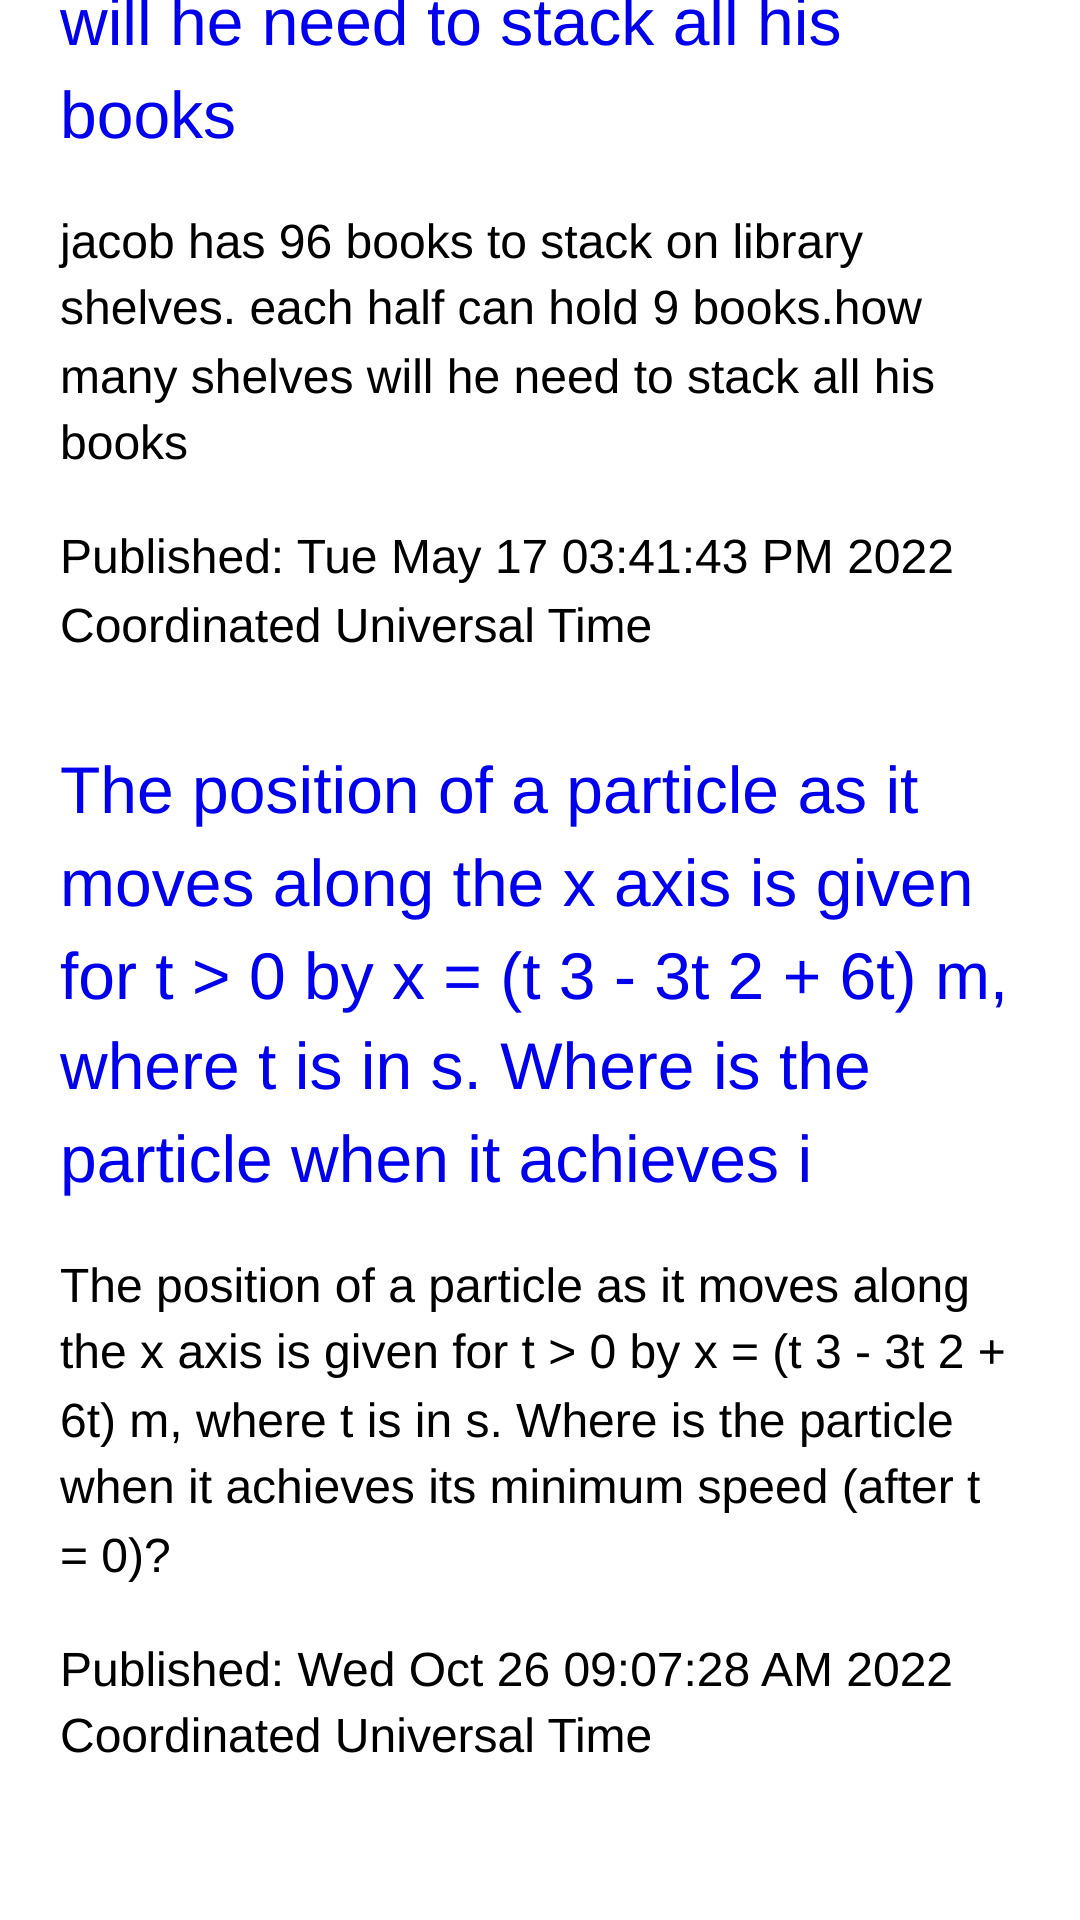 will he need to stack all his
books
jacob has 96 books to stack on library
shelves. each half can hold 9 books.how
many shelves will he need to stack all his
books
Published: Tue May 17 03:41:43 PM 2022
Coordinated Universal Time
The position of a particle as it
moves along the x axis is given
for t > 0 by x = (t 3 - 3t 2 + 6t) m,
where t is in s. Where is the
particle when it achieves i
The position of a particle as it moves along
the x axis is given for t > 0 by x = (t 3 - 3t 2 +
6t) m, where t is in s. Where is the particle
when it achieves its minimum speed (after t
= 0)?
Published: Wed Oct 26 09:07:28 AM 2022
Coordinated Universal Time